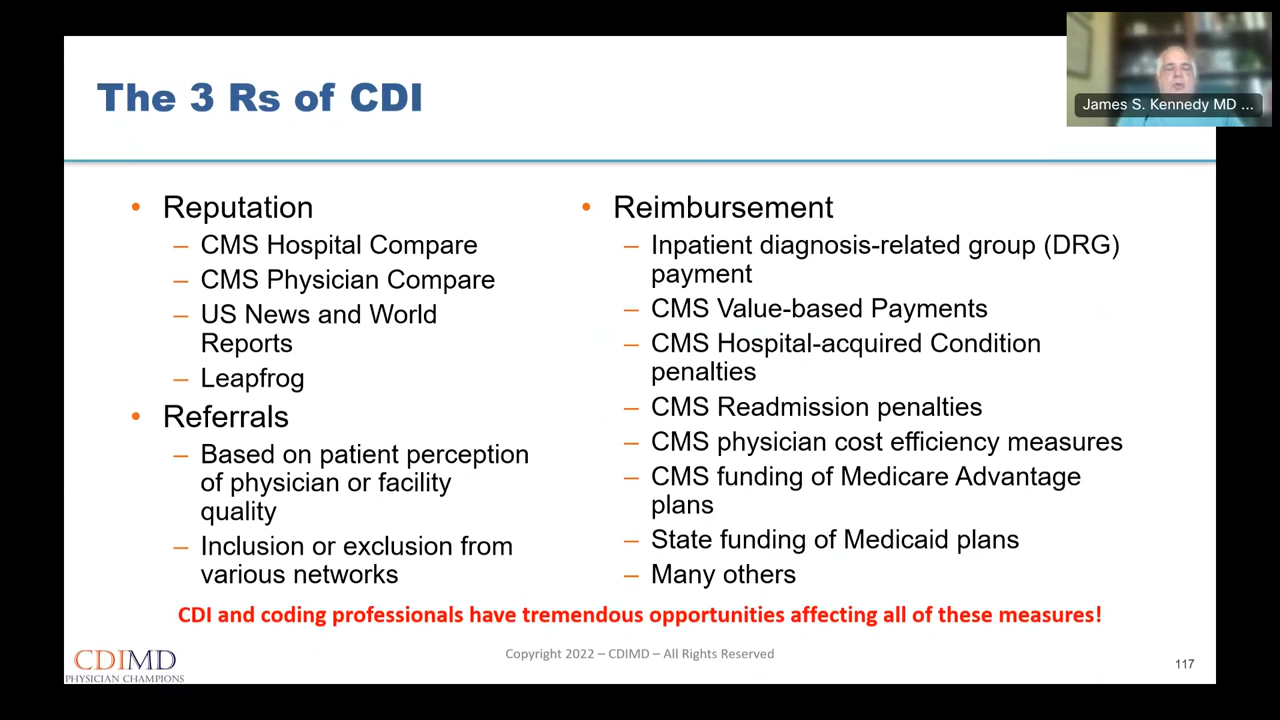 The 3 Rs of CDI
James S. Kennedy MD ...
• Reputation
– CMS Hospital Compare
– CMS Physician Compare
– US News and World
Reports
– Leapfrog
• Referrals
– Based on patient perception
of physician or facility
quality
– Inclusion or exclusion from
various networks
• Reimbursement
– Inpatient diagnosis-related group (DRG)
payment
– CMS Value-based Payments
– CMS Hospital-acquired Condition
penalties
– CMS Readmission penalties
– CMS physician cost efficiency measures
– CMS funding of Medicare Advantage
plans
– State funding of Medicaid plans
– Many others
CDI and coding professionals have tremendous opportunities affecting all of these measures!
CDIMD
PHYSICIAN CHAMPIONS
Copyright 2022 – CDIMD – All Rights Reserved
117